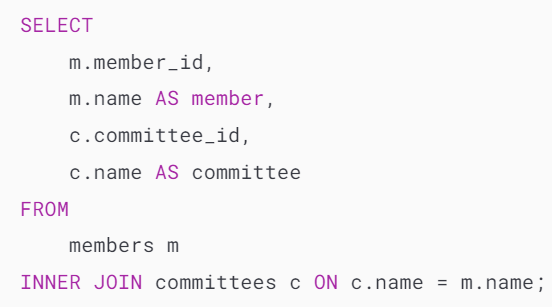 SELECT
    m.member_id,
    m.name AS member,
    c.committee_id,
    c.name AS committee
FROM
    members m
INNER JOIN committees c ON c.name = m.name;